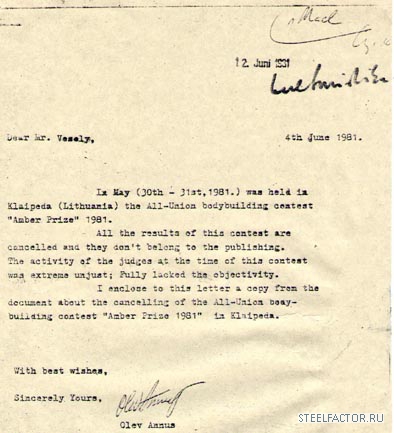 12. Juni 1981
Dear Mr. Vesely,
4th June 1981.
In May (30th - 31st,1981.) was held in
Klaipeda (Lithuania) the All-Union bodybuilding contest
"Amber Prize" 1981.
All the results of this contest are
cancelled and they don't belong to the publishing.
The activity of the judges at the time of this contest
was extreme unjust; Fully lacked the objectivity.
I enclose to this letter a copy from the
document about the cancelling of the All-Union body-
building contest "Amber Prize 1981" in Klaipeda.
With best wishes,
Sincerely Yours,
Olev Annus
STEELFACTOR.RU